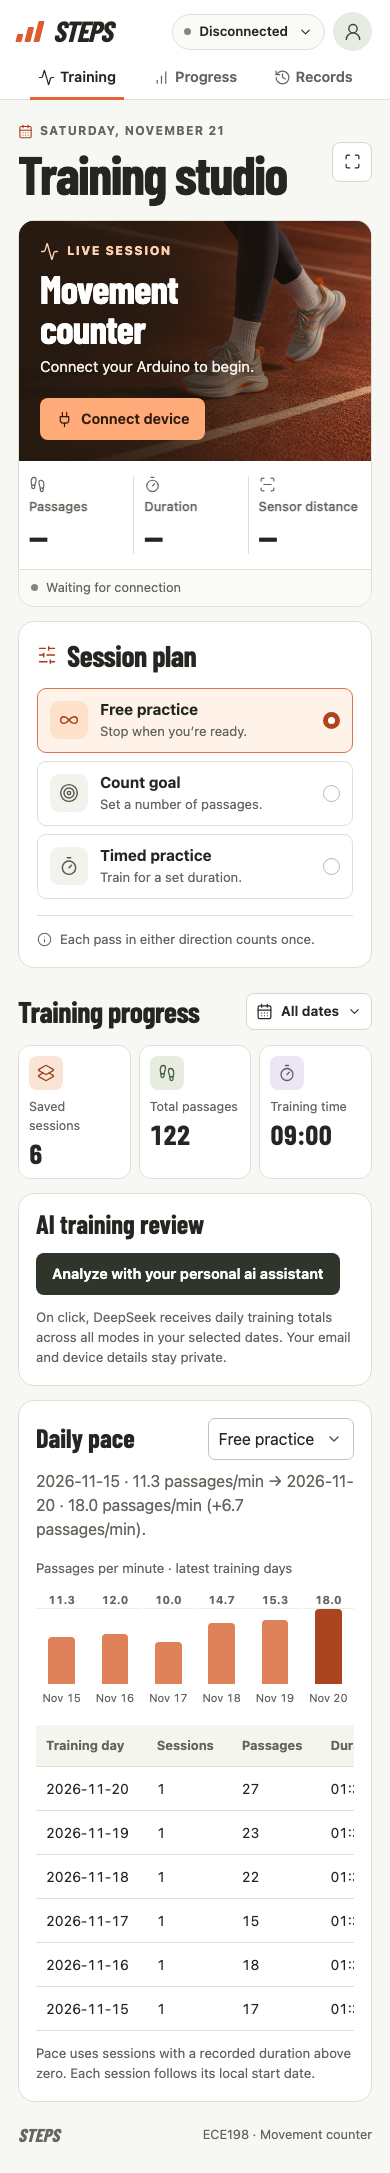 STEPS
Disconnected
Training
Progress
Records
SATURDAY, NOVEMBER 21
Training studio
LIVE SESSION
Movement
counter
Connect your Arduino to begin.
Connect device
Passages
Duration
Sensor distance
–
–
–
Waiting for connection
Session plan
Free practice
Stop when you’re ready.
Count goal
Set a number of passages.
Timed practice
Train for a set duration.
Each pass in either direction counts once.
Training progress
All dates
Saved
sessions
6
Total passages
122
Training time
09:00
AI training review
Analyze with your personal ai assistant
On click, DeepSeek receives daily training totals
across all modes in your selected dates. Your email
and device details stay private.
Daily pace
Free practice
2026-11-15 · 11.3 passages/min → 2026-11-
20 · 18.0 passages/min (+6.7
passages/min).
Passages per minute · latest training days
11.3 12.0 10.0 14.7 15.3 18.0
Nov 15 Nov 16 Nov 17 Nov 18 Nov 19 Nov 20
Training day Sessions Passages Dur
2026-11-20 1 27 01:
2026-11-19 1 23 01:
2026-11-18 1 22 01:
2026-11-17 1 15 01:
2026-11-16 1 18 01:
2026-11-15 1 17 01:
Pace uses sessions with a recorded duration above
zero. Each session follows its local start date.
STEPS
ECE198 · Movement counter